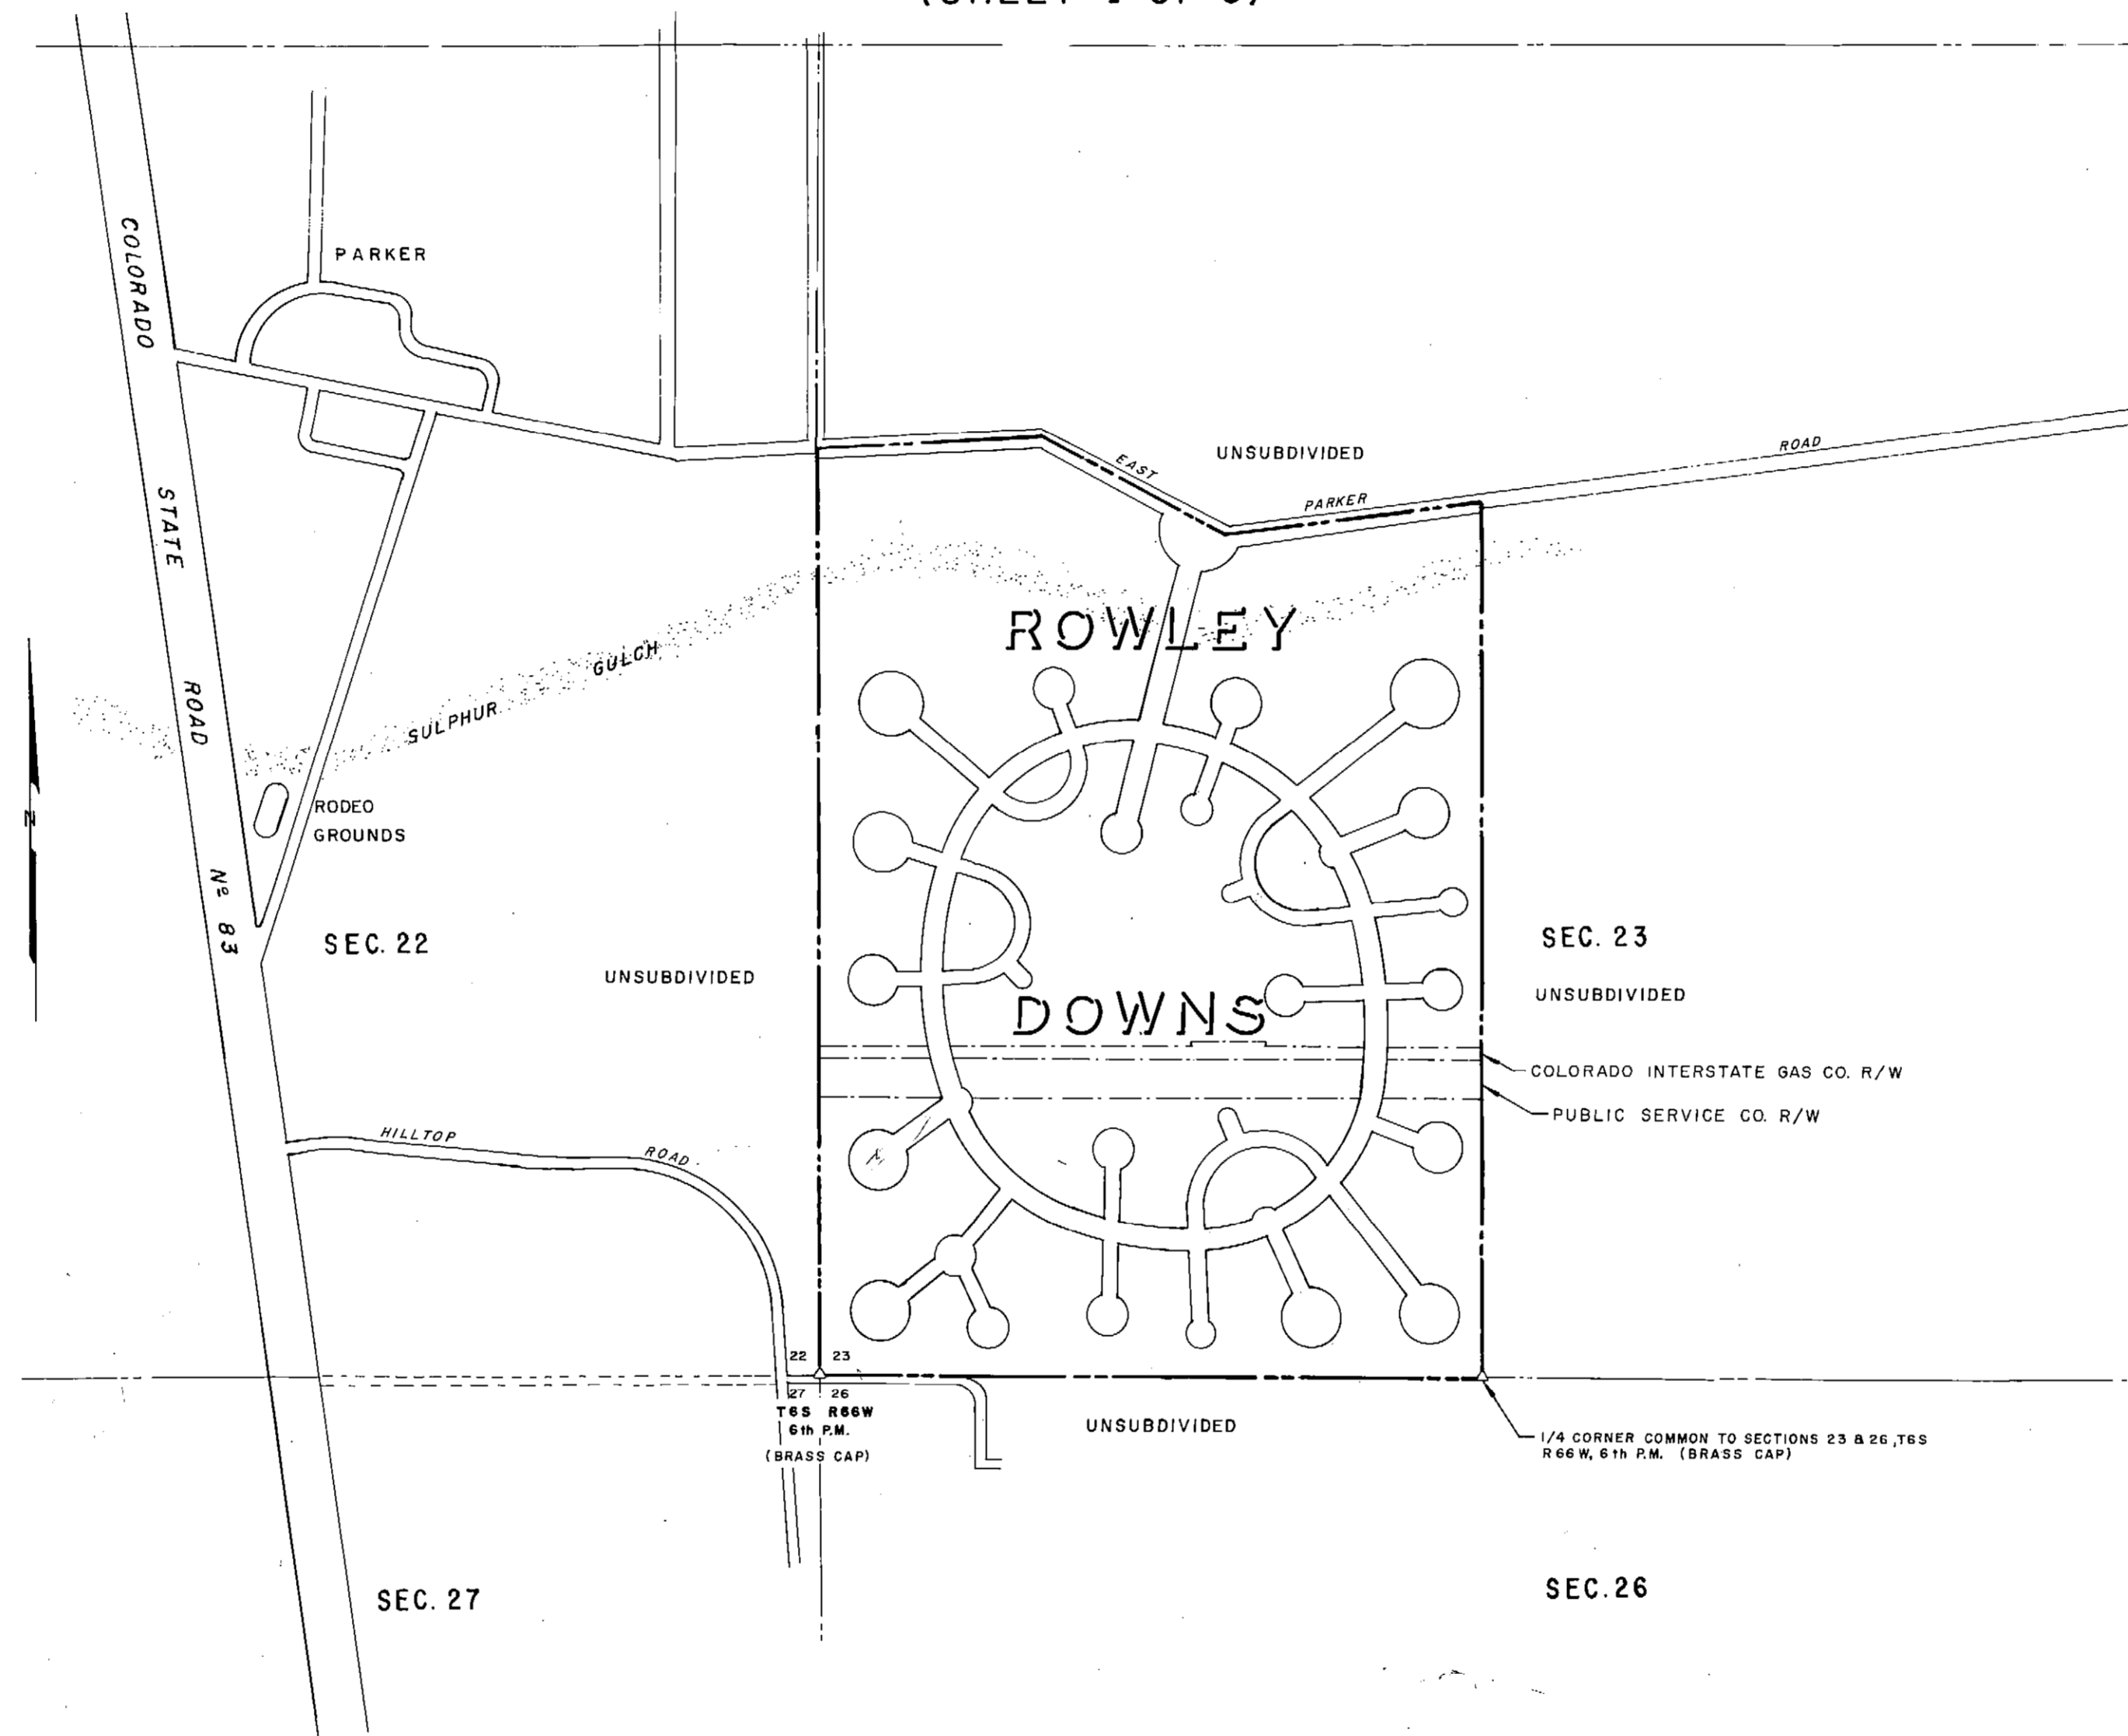 (SHEET 1 OF
PARKER
COLORADO STATE ROAD Nº 83
EAST PARKER ROAD
UNSUBDIVIDED
ROWLEY
DOWNS
SULPHUR GULCH
RODEO
GROUNDS
N
SEC. 22
UNSUBDIVIDED
SEC. 23
UNSUBDIVIDED
COLORADO INTERSTATE GAS CO. R/W
PUBLIC SERVICE CO. R/W
HILLTOP ROAD
22 23
27 26
T6S R66W
6th P.M.
(BRASS CAP)
UNSUBDIVIDED
1/4 CORNER COMMON TO SECTIONS 23 & 26, T6S
R66W, 6th P.M. (BRASS CAP)
SEC. 27
SEC. 26